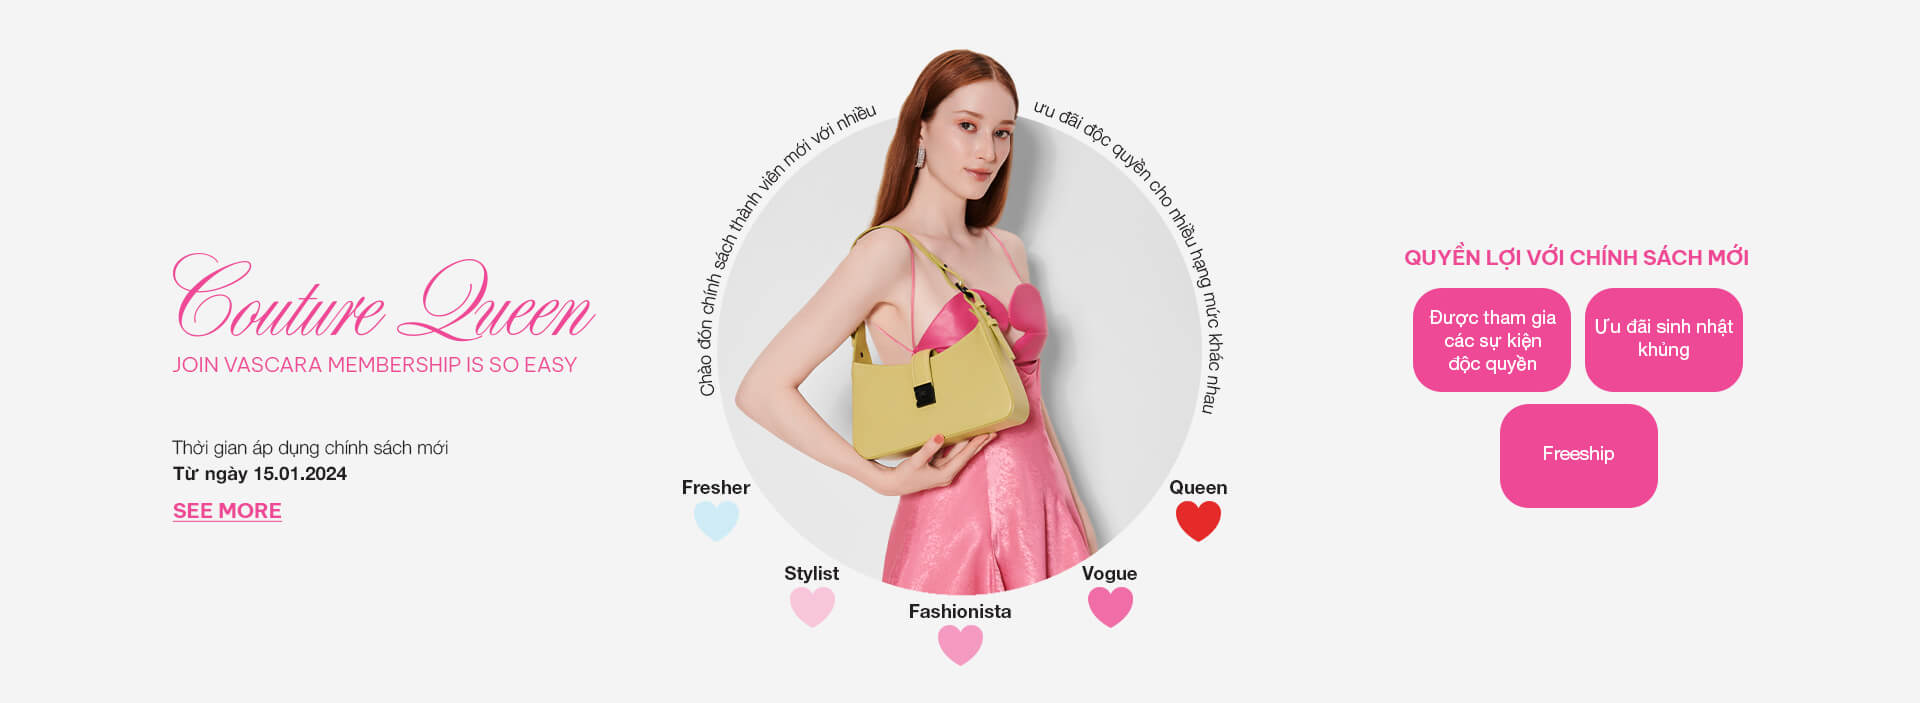 Couture Queen
JOIN VASCARA MEMBERSHIP IS SO EASY
Thời gian áp dụng chính sách mới
Từ ngày 15.01.2024
SEE MORE
Chào đón chính sách thành viên mới với nhiều
ưu đãi độc quyền cho nhiều hạng mức khác nhau
Fresher
Stylist
Fashionista
Vogue
Queen
QUYỀN LỢI VỚI CHÍNH SÁCH MỚI
Được tham gia
các sự kiện
độc quyền
Ưu đãi sinh nhật
khủng
Freeship